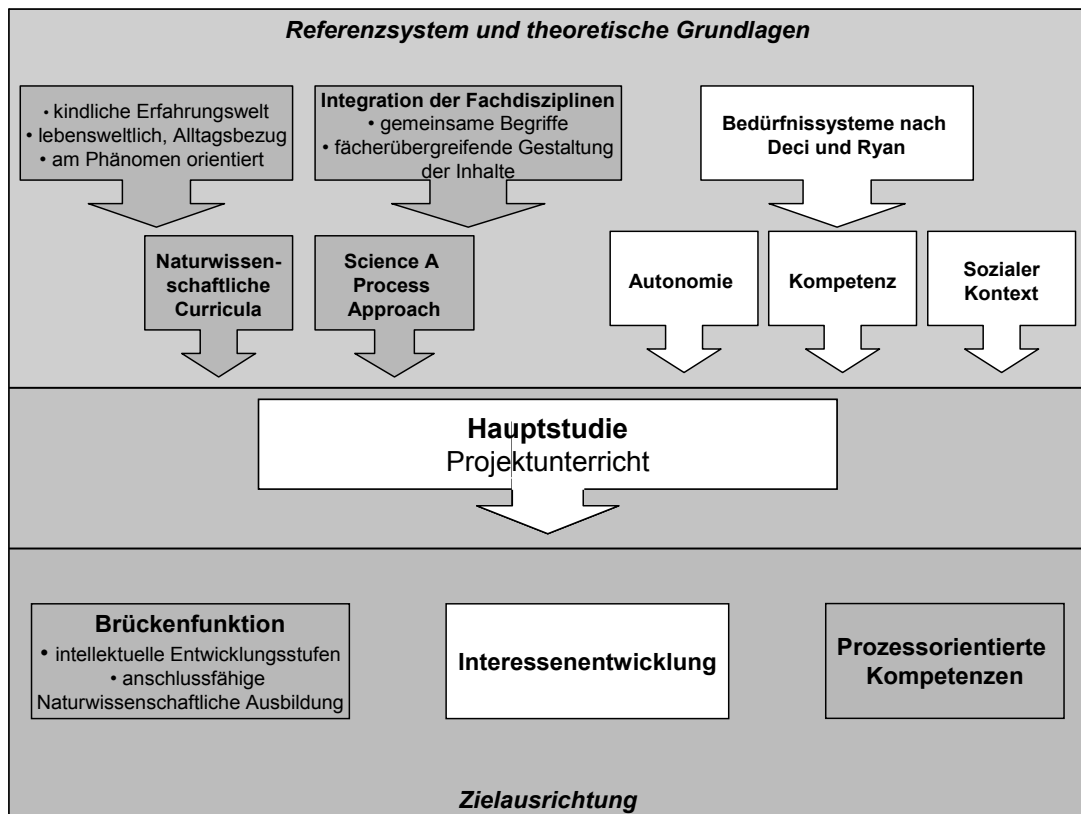 Referenzsystem und theoretische Grundlagen
• kindliche Erfahrungswelt
• lebensweltlich, Alltagsbezug
• am Phänomen orientiert
Integration der Fachdisziplinen
• gemeinsame Begriffe
• fächerübergreifende Gestaltung
der Inhalte
Bedürfnissysteme nach
Deci und Ryan
Naturwissen-
schaftliche
Curricula
Science A
Process
Approach
Autonomie
Kompetenz
Sozialer
Kontext
Hauptstudie
Projektunterricht
Brückenfunktion
• intellektuelle Entwicklungsstufen
• anschlussfähige
Naturwissenschaftliche Ausbildung
Interessenentwicklung
Prozessorientierte
Kompetenzen
Zielausrichtung